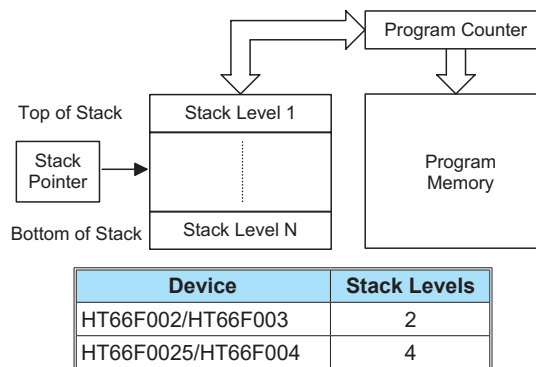 Program Counter
Top of Stack
Stack Level 1
Stack
Pointer
Program
Memory
Bottom of Stack
Stack Level N
Device Stack Levels
HT66F002/HT66F003 2
HT66F0025/HT66F004 4